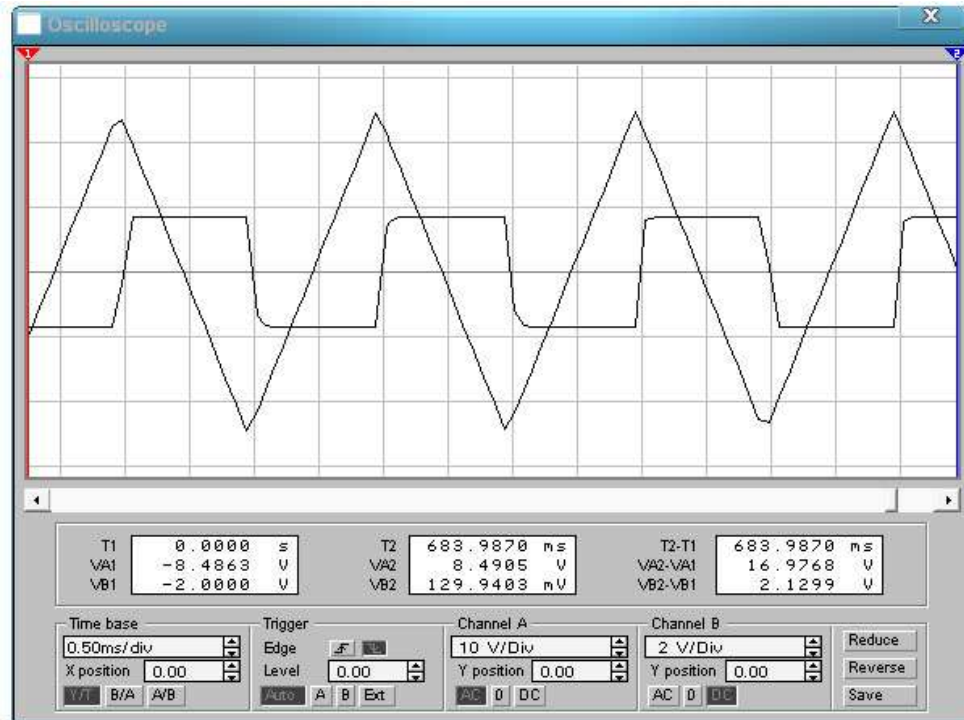 Oscilloscope
X
1 2
T1 0.0000 s T2 683.9870 ms T2-T1 683.9870 ms
VA1 -8.4863 V VA2 8.4905 V VA2-VA1 16.9768 V
VB1 -2.0000 V VB2 129.9403 mV VB2-VB1 2.1299 V
Time base Trigger Channel A Channel B
0.50ms/div Edge 10 V/Div 2 V/Div Reduce
X position 0.00 Level 0.00 Y position 0.00 Y position 0.00 Reverse
Y/T B/A A/B Auto A B Ext AC 0 DC AC 0 DC Save